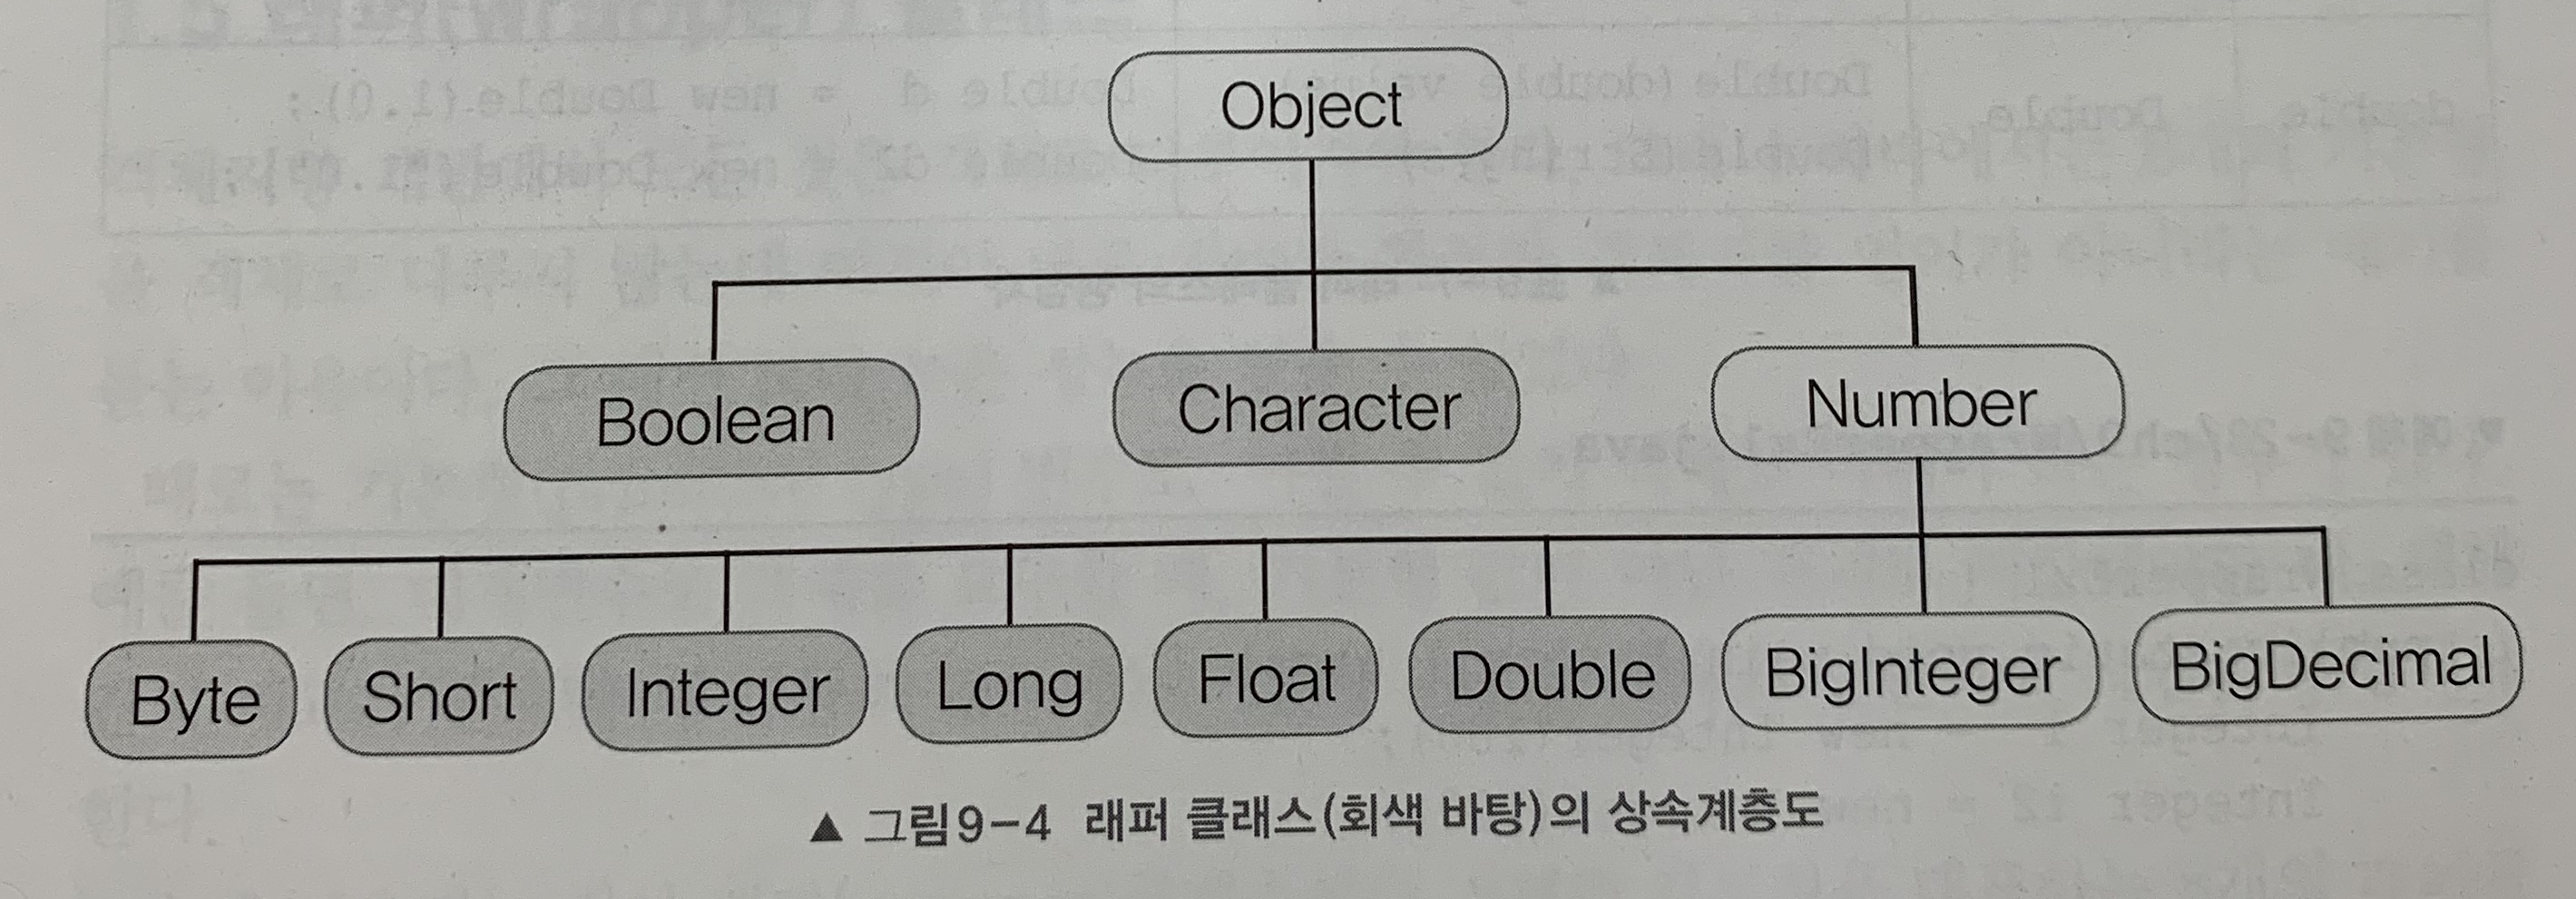 Object
Boolean Character Number
Byte Short Integer Long Float Double BigInteger BigDecimal
▲ 그림9-4 래퍼 클래스(회색 바탕)의 상속계층도